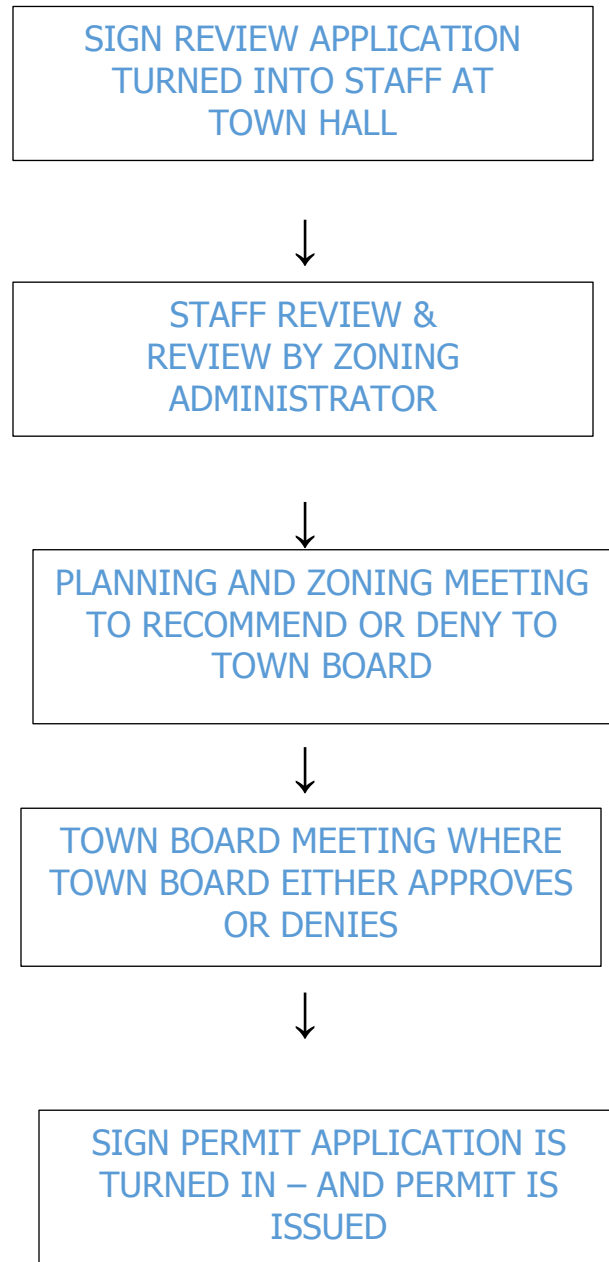 SIGN REVIEW APPLICATION
TURNED INTO STAFF AT
TOWN HALL
STAFF REVIEW &
REVIEW BY ZONING
ADMINISTRATOR
PLANNING AND ZONING MEETING
TO RECOMMEND OR DENY TO
TOWN BOARD
TOWN BOARD MEETING WHERE
TOWN BOARD EITHER APPROVES
OR DENIES
SIGN PERMIT APPLICATION IS
TURNED IN – AND PERMIT IS
ISSUED